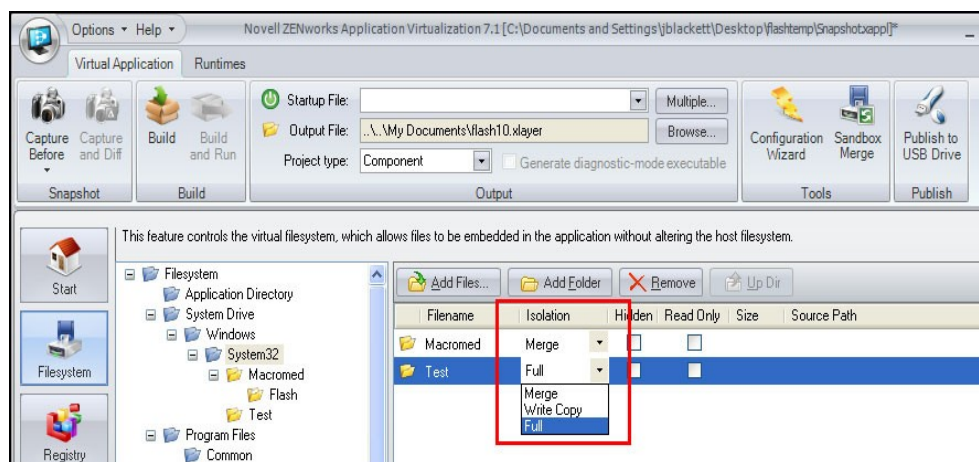 Options Help Novell ZENworks Application Virtualization 7.1 [C:\Documents and Settings\jblackett\Desktop\flashtemp\Snapshot.xappl]*
Virtual Application Runtimes
Capture Before
Capture and Diff
Snapshot
Build
Build and Run
Build
Startup File: Multiple...
Output File: ..\..\My Documents\flash10.xlayer Browse...
Project type: Component Generate diagnostic-mode executable
Output
Configuration Wizard
Sandbox Merge
Tools
Publish to USB Drive
Publish
This feature controls the virtual filesystem, which allows files to be embedded in the application without altering the host filesystem.
Start
Filesystem
Registry
Filesystem
Application Directory
System Drive
Windows
System32
Macromed
Flash
Test
Program Files
Common
Add Files... Add Folder Remove Up Dir
Filename Isolation Hidden Read Only Size Source Path
Macromed Merge
Test Full
Merge
Write Copy
Full